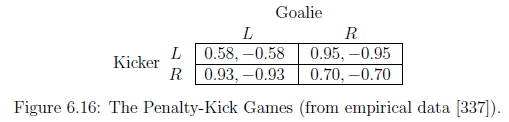 Goalie
L R
Kicker L 0.58, −0.58 0.95, −0.95
R 0.93, −0.93 0.70, −0.70
Figure 6.16: The Penalty-Kick Games (from empirical data [337]).